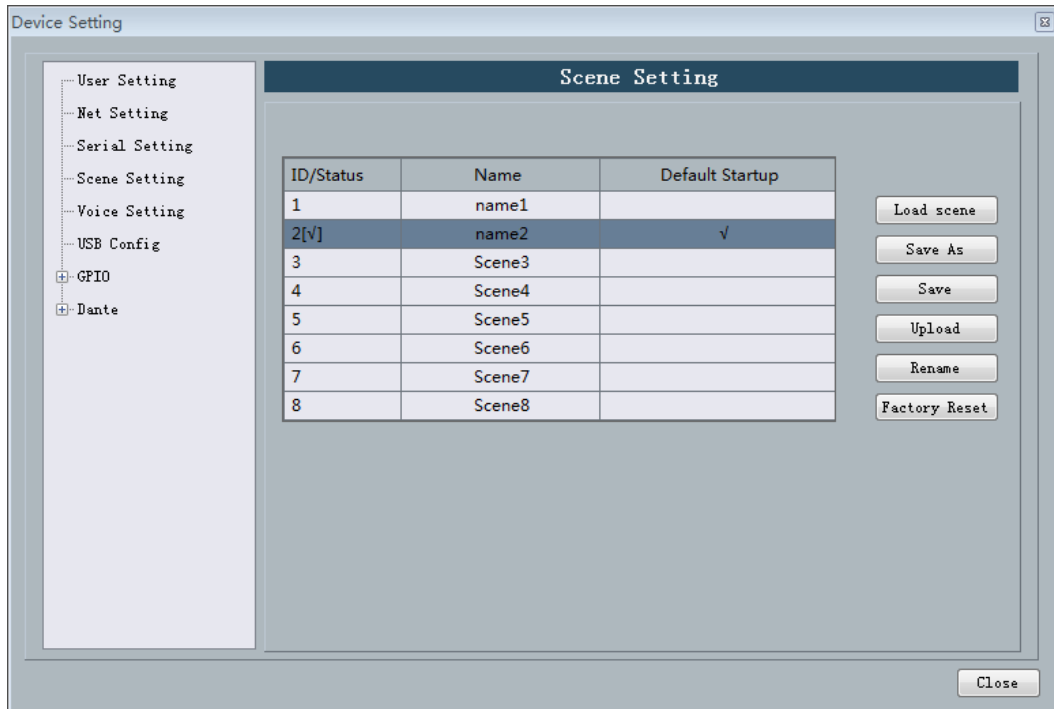 Device Setting
User Setting
Net Setting
Serial Setting
Scene Setting
Voice Setting
USB Config
GPIO
Dante
Scene Setting
ID/Status Name Default Startup
1 name1
2[√] name2 √
3 Scene3
4 Scene4
5 Scene5
6 Scene6
7 Scene7
8 Scene8
Load scene
Save As
Save
Upload
Rename
Factory Reset
Close